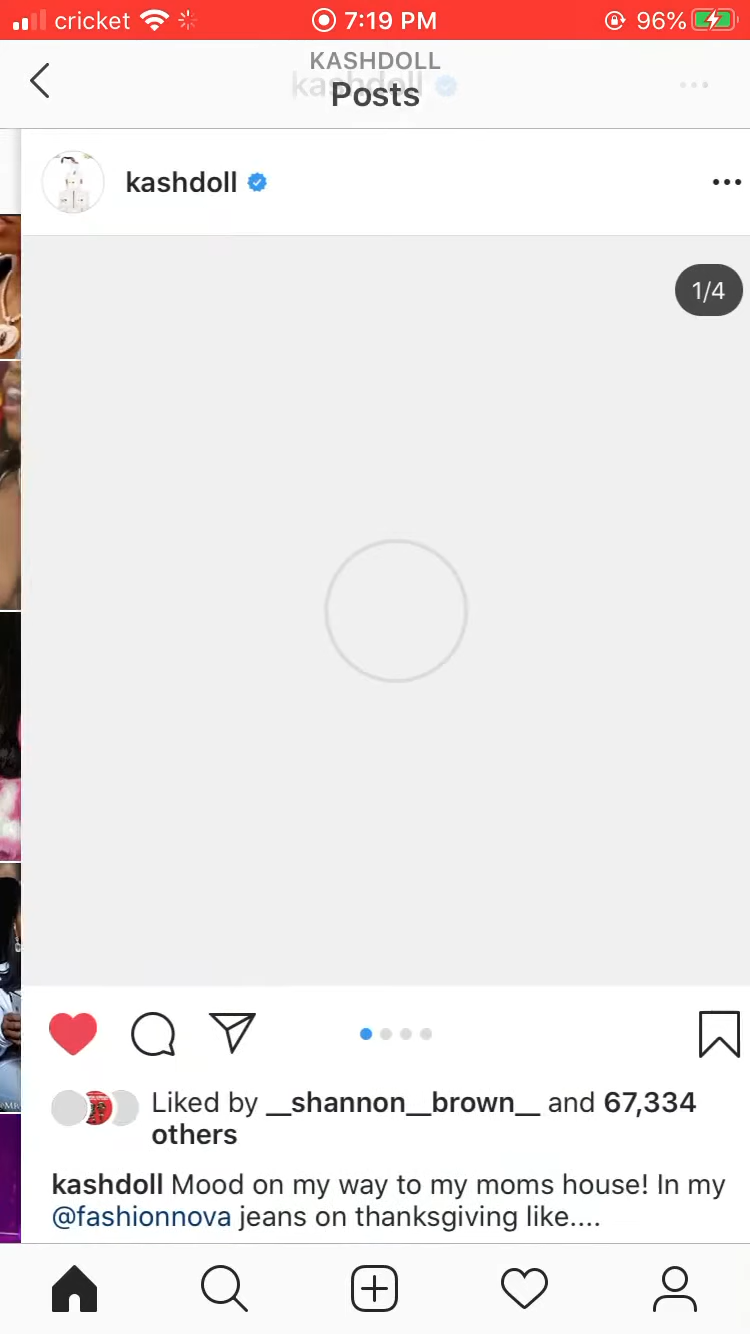 cricket 7:19 PM 96%
KASHDOLL
kashdoll
Posts
kashdoll
1/4
Liked by __shannon__brown__ and 67,334
others
kashdoll Mood on my way to my moms house! In my
@fashionnova jeans on thanksgiving like....